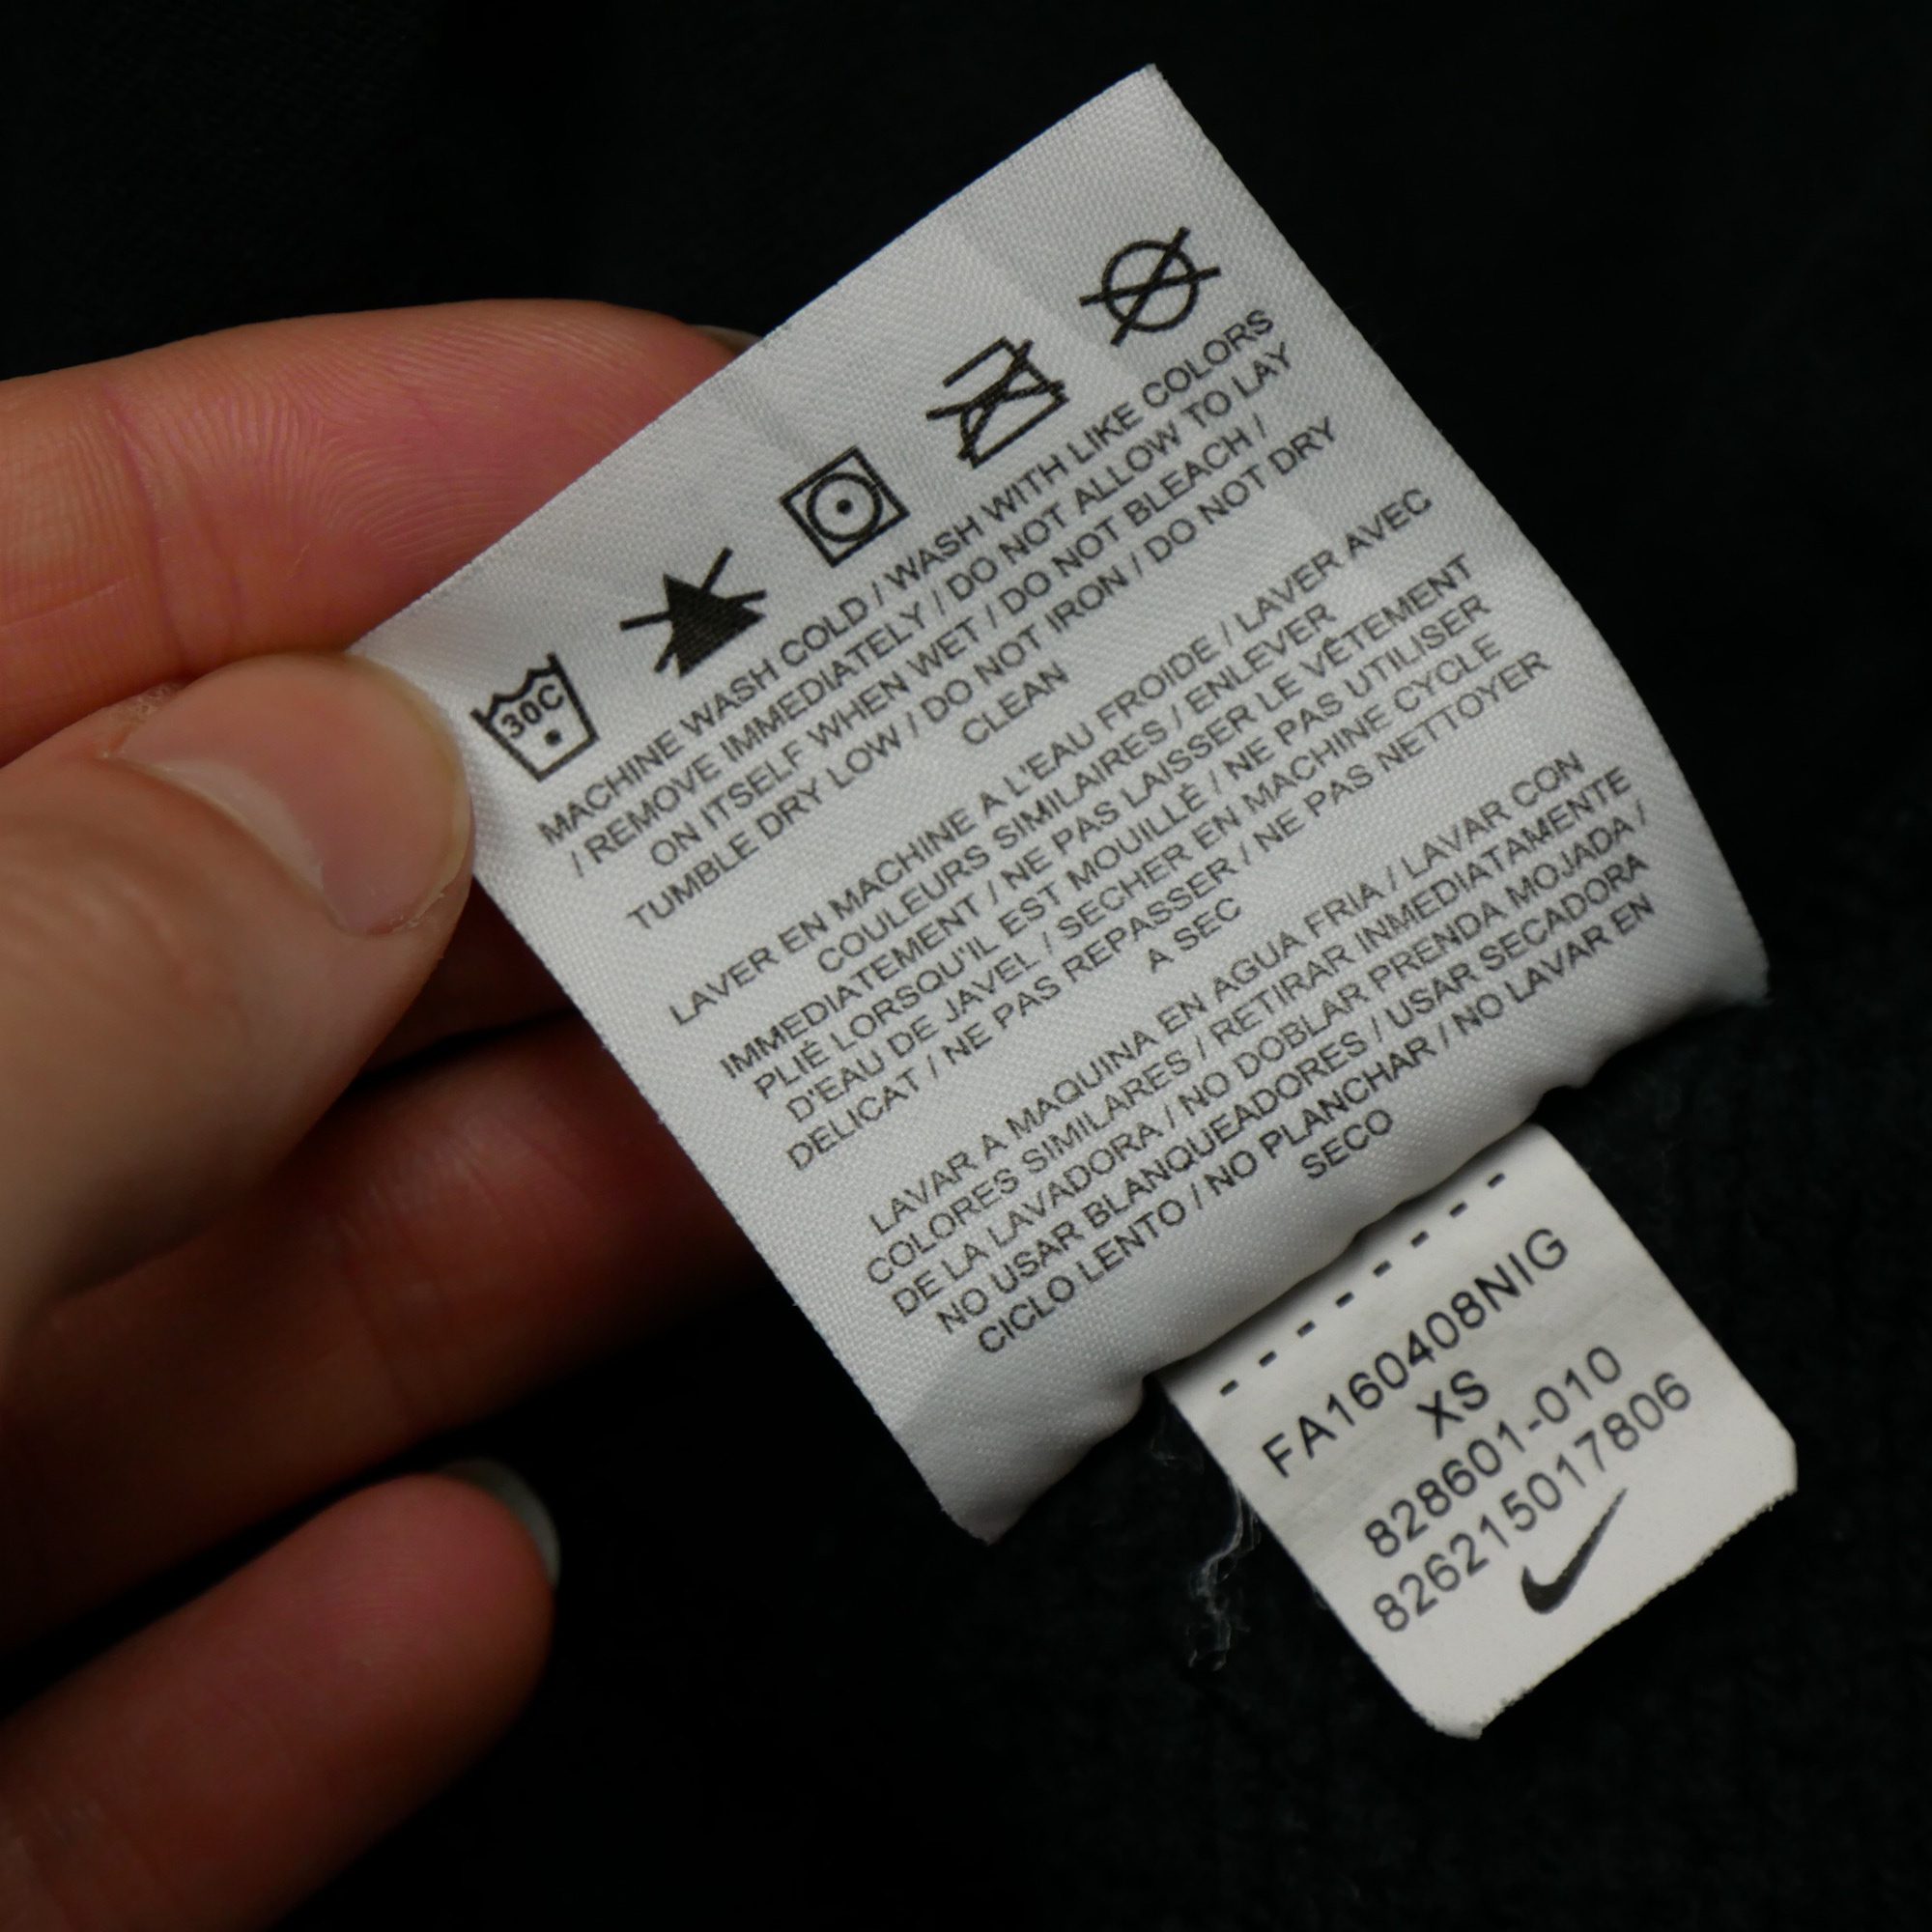 30C
MACHINE WASH COLD / WASH WITH LIKE COLORS
/ REMOVE IMMEDIATELY / DO NOT ALLOW TO LAY
ON ITSELF WHEN WET / DO NOT BLEACH /
TUMBLE DRY LOW / DO NOT IRON / DO NOT DRY
CLEAN
LAVER EN MACHINE A L'EAU FROIDE / LAVER AVEC
COULEURS SIMILAIRES / ENLEVER
IMMEDIATEMENT / NE PAS LAISSER LE VÊTEMENT
PLIÉ LORSQU'IL EST MOUILLÉ / NE PAS UTILISER
D'EAU DE JAVEL / SECHER EN MACHINE CYCLE
DELICAT / NE PAS REPASSER / NE PAS NETTOYER
A SEC
LAVAR A MAQUINA EN AGUA FRIA / LAVAR CON
COLORES SIMILARES / RETIRAR INMEDIATAMENTE
DE LA LAVADORA / NO DOBLAR PRENDA MOJADA /
NO USAR BLANQUEADORES / USAR SECADORA
CICLO LENTO / NO PLANCHAR / NO LAVAR EN
SECO
FA160408NIG
XS
828601-010
826215017806